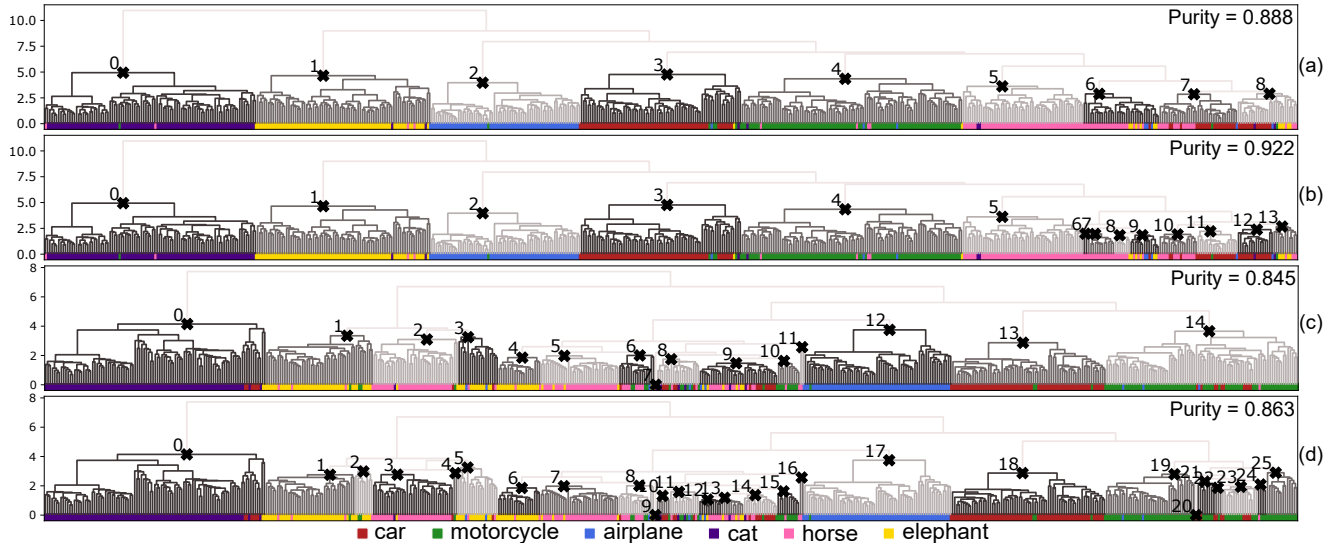 10.0
7.5
5.0
2.5
0.0
0 1 2 3 4 5 6 7 8
Purity = 0.888
(a)
10.0
7.5
5.0
2.5
0.0
0 1 2 3 4 5 6 7 8 9 10 11 12 13
Purity = 0.922
(b)
8
6
4
2
0
0 1 2 3 4 5 6 7 8 9 10 11 12 13 14
Purity = 0.845
(c)
8
6
4
2
0
0 1 2 3 4 5 6 7 8 9 10 11 12 13 14 15 16 17 18 19 20 21 22 23 24 25
Purity = 0.863
(d)
car motorcycle airplane cat horse elephant